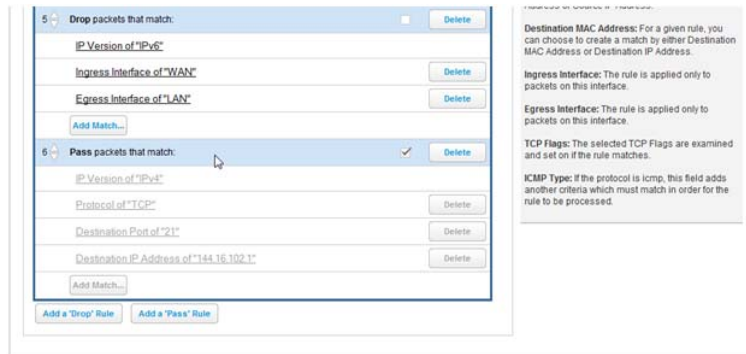 5 Drop packets that match: Delete
IP Version of "IPv6"
Ingress Interface of "WAN" Delete
Egress Interface of "LAN" Delete
Add Match...
6 Pass packets that match: Delete
IP Version of "IPv4"
Protocol of "TCP" Delete
Destination Port of "21" Delete
Destination IP Address of "144.16.102.1" Delete
Add Match...
Add a 'Drop' Rule Add a 'Pass' Rule
Address or Source IP Address.
Destination MAC Address: For a given rule, you
can choose to create a match by either Destination
MAC Address or Destination IP Address.
Ingress Interface: The rule is applied only to
packets on this interface.
Egress Interface: The rule is applied only to
packets on this interface.
TCP Flags: The selected TCP Flags are examined
and set on if the rule matches.
ICMP Type: If the protocol is icmp, this field adds
another criteria which must match in order for the
rule to be processed.